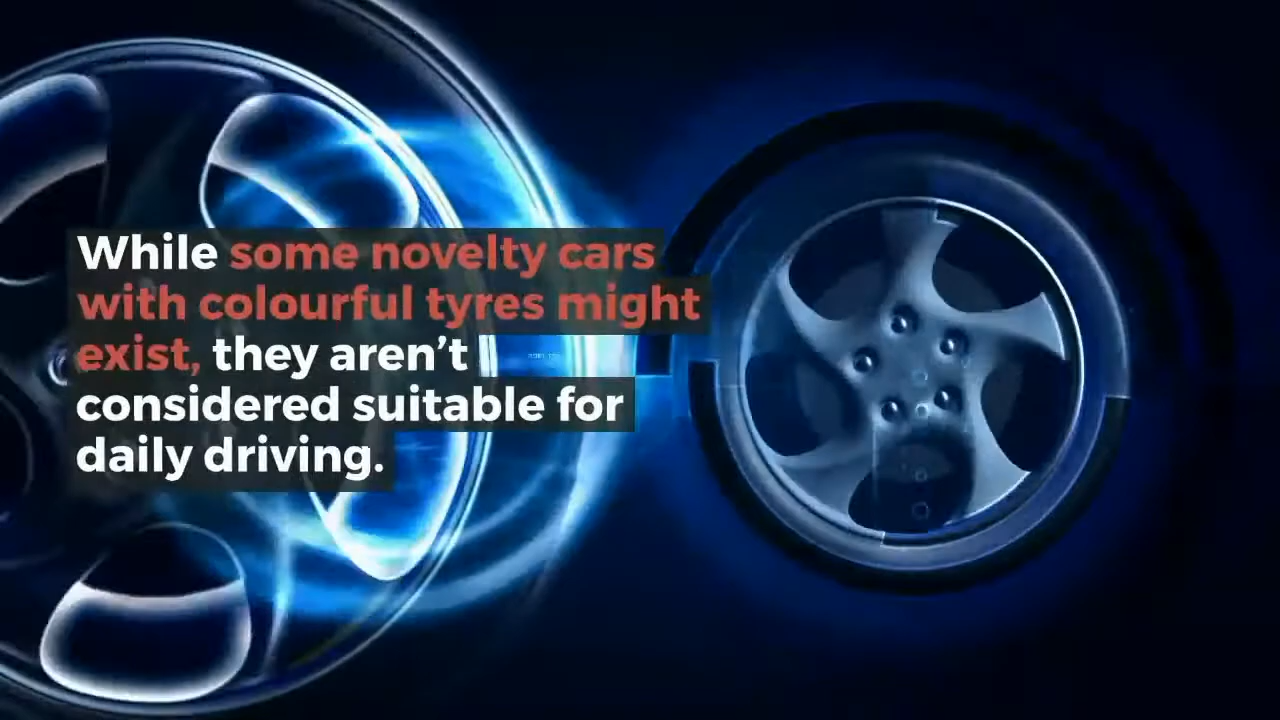 While some novelty cars
with colourful tyres might
exist, they aren’t
considered suitable for
daily driving.